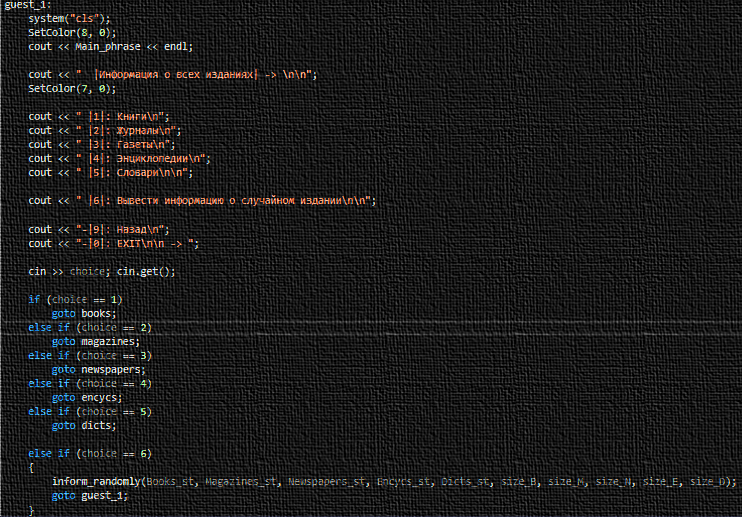 guest_1:
system("cls");
SetColor(8, 0);
cout << Main_phrase << endl;
cout << "  |Информация о всех изданиях| -> \n\n";
SetColor(7, 0);
cout << " |1|: Книги\n";
cout << " |2|: Журналы\n";
cout << " |3|: Газеты\n";
cout << " |4|: Энциклопедии\n";
cout << " |5|: Словари\n\n";
cout << " |6|: Вывести информацию о случайном издании\n\n";
cout << "-|9|: Назад\n";
cout << "-|0|: EXIT\n\n -> ";
cin >> choice; cin.get();
if (choice == 1)
goto books;
else if (choice == 2)
goto magazines;
else if (choice == 3)
goto newspapers;
else if (choice == 4)
goto encycs;
else if (choice == 5)
goto dicts;
else if (choice == 6)
{
inform_randomly(Books_st, Magazines_st, Newspapers_st, Encycs_st, Dicts_st, size_B, size_M, size_N, size_E, size_D);
goto guest_1;
}